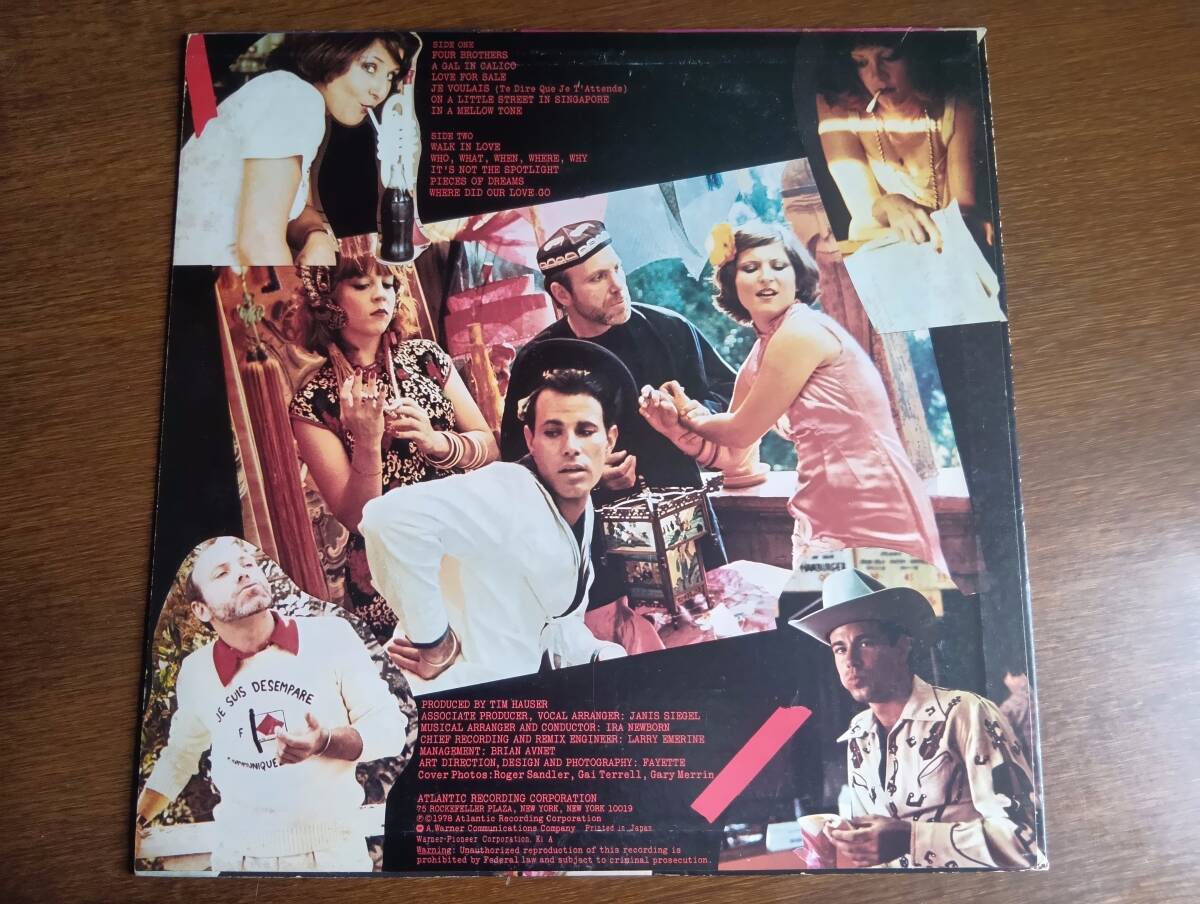 SIDE ONE
FOUR BROTHERS
A GAL IN CALICO
LOVE FOR SALE
JE VOULAIS (Te Dire Que Je T'Attends)
ON A LITTLE STREET IN SINGAPORE
IN A MELLOW TONE
SIDE TWO
WALK IN LOVE
WHO, WHAT, WHEN, WHERE, WHY
IT'S NOT THE SPOTLIGHT
PIECES OF DREAMS
WHERE DID OUR LOVE GO
HAMBURGER
JE SUIS DESEMPARE
F
COMMUNIQUE
PRODUCED BY TIM HAUSER
ASSOCIATE PRODUCER, VOCAL ARRANGER: JANIS SIEGEL
MUSICAL ARRANGER AND CONDUCTOR: IRA NEWBORN
CHIEF RECORDING AND REMIX ENGINEER: LARRY EMERINE
MANAGEMENT: BRIAN AVNET
ART DIRECTION, DESIGN AND PHOTOGRAPHY: FAYETTE
Cover Photos: Roger Sandler, Gai Terrell, Gary Merrin
ATLANTIC RECORDING CORPORATION
75 ROCKEFELLER PLAZA, NEW YORK, NEW YORK 10019
℗©1978 Atlantic Recording Corporation
A Warner Communications Company Printed in Japan
Warner-Pioneer Corporation.
Warning: Unauthorized reproduction of this recording is
prohibited by Federal law and subject to criminal prosecution.